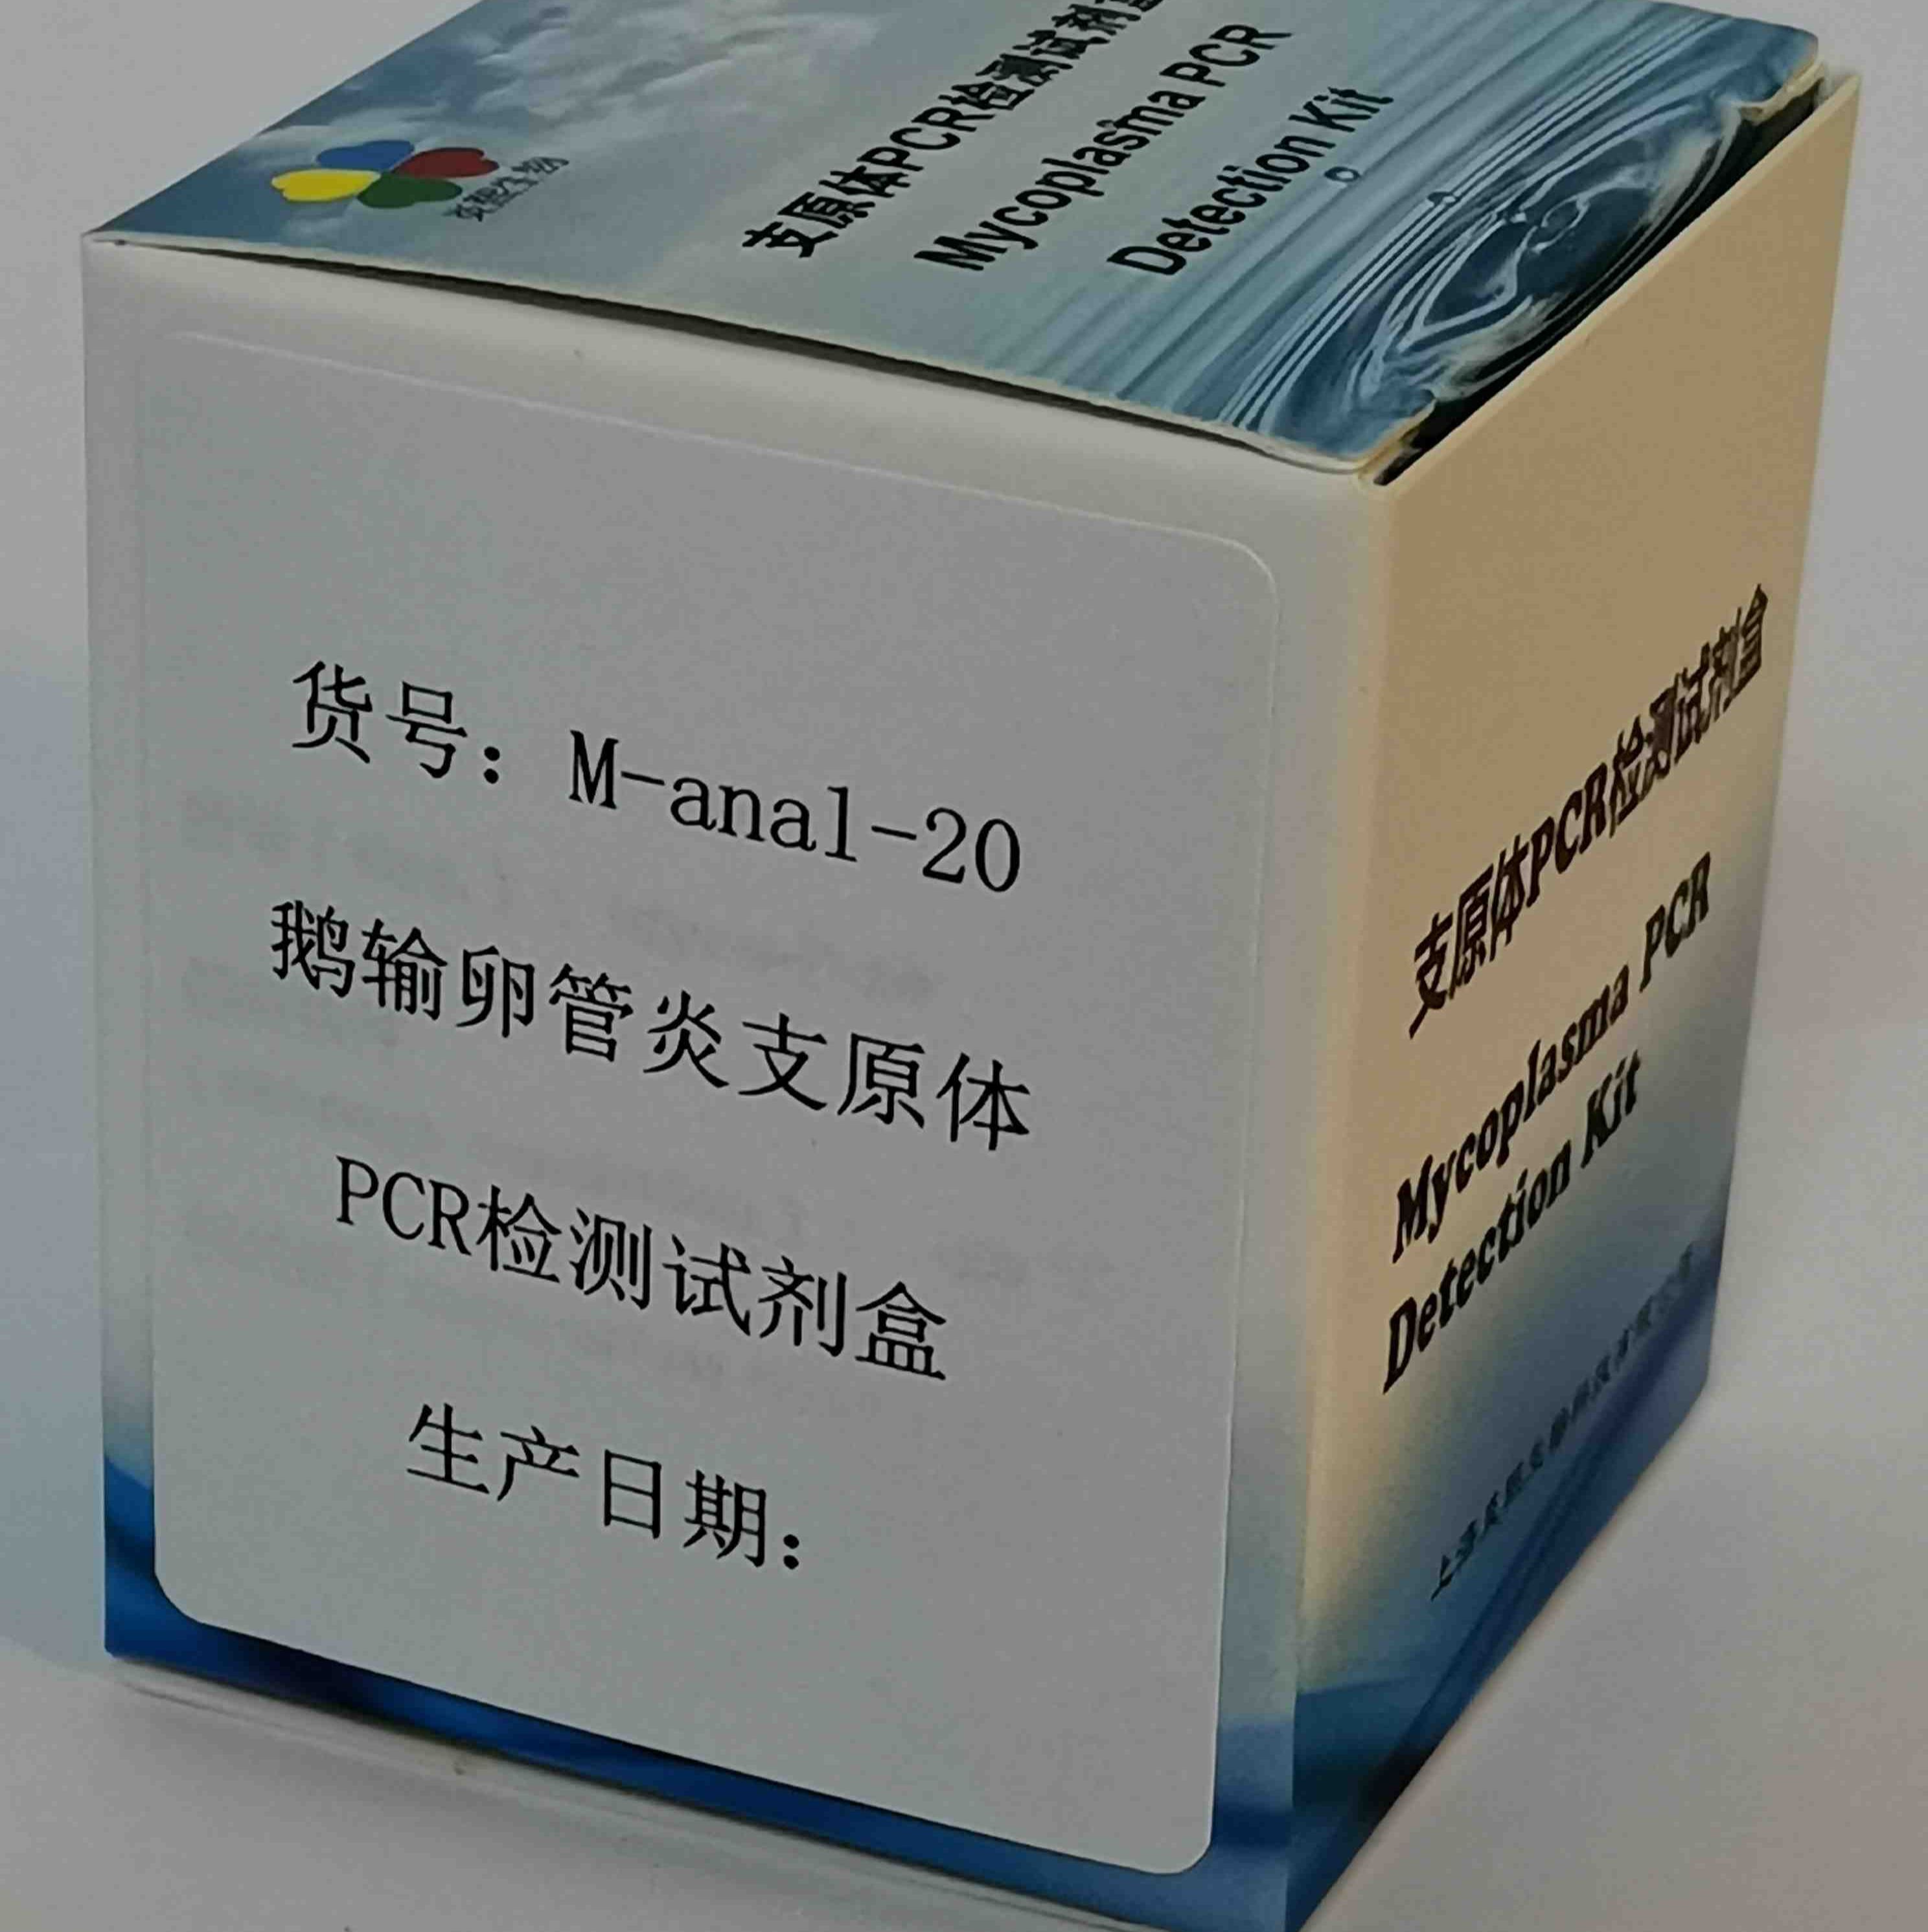 支原体PCR检测试剂
Mycoplasma PCR
Detection Kit
货号：M-anal-20
鹅输卵管炎支原体
PCR检测试剂盒
生产日期：
支原体PCR检测试剂盒
Mycoplasma PCR
Detection Kit